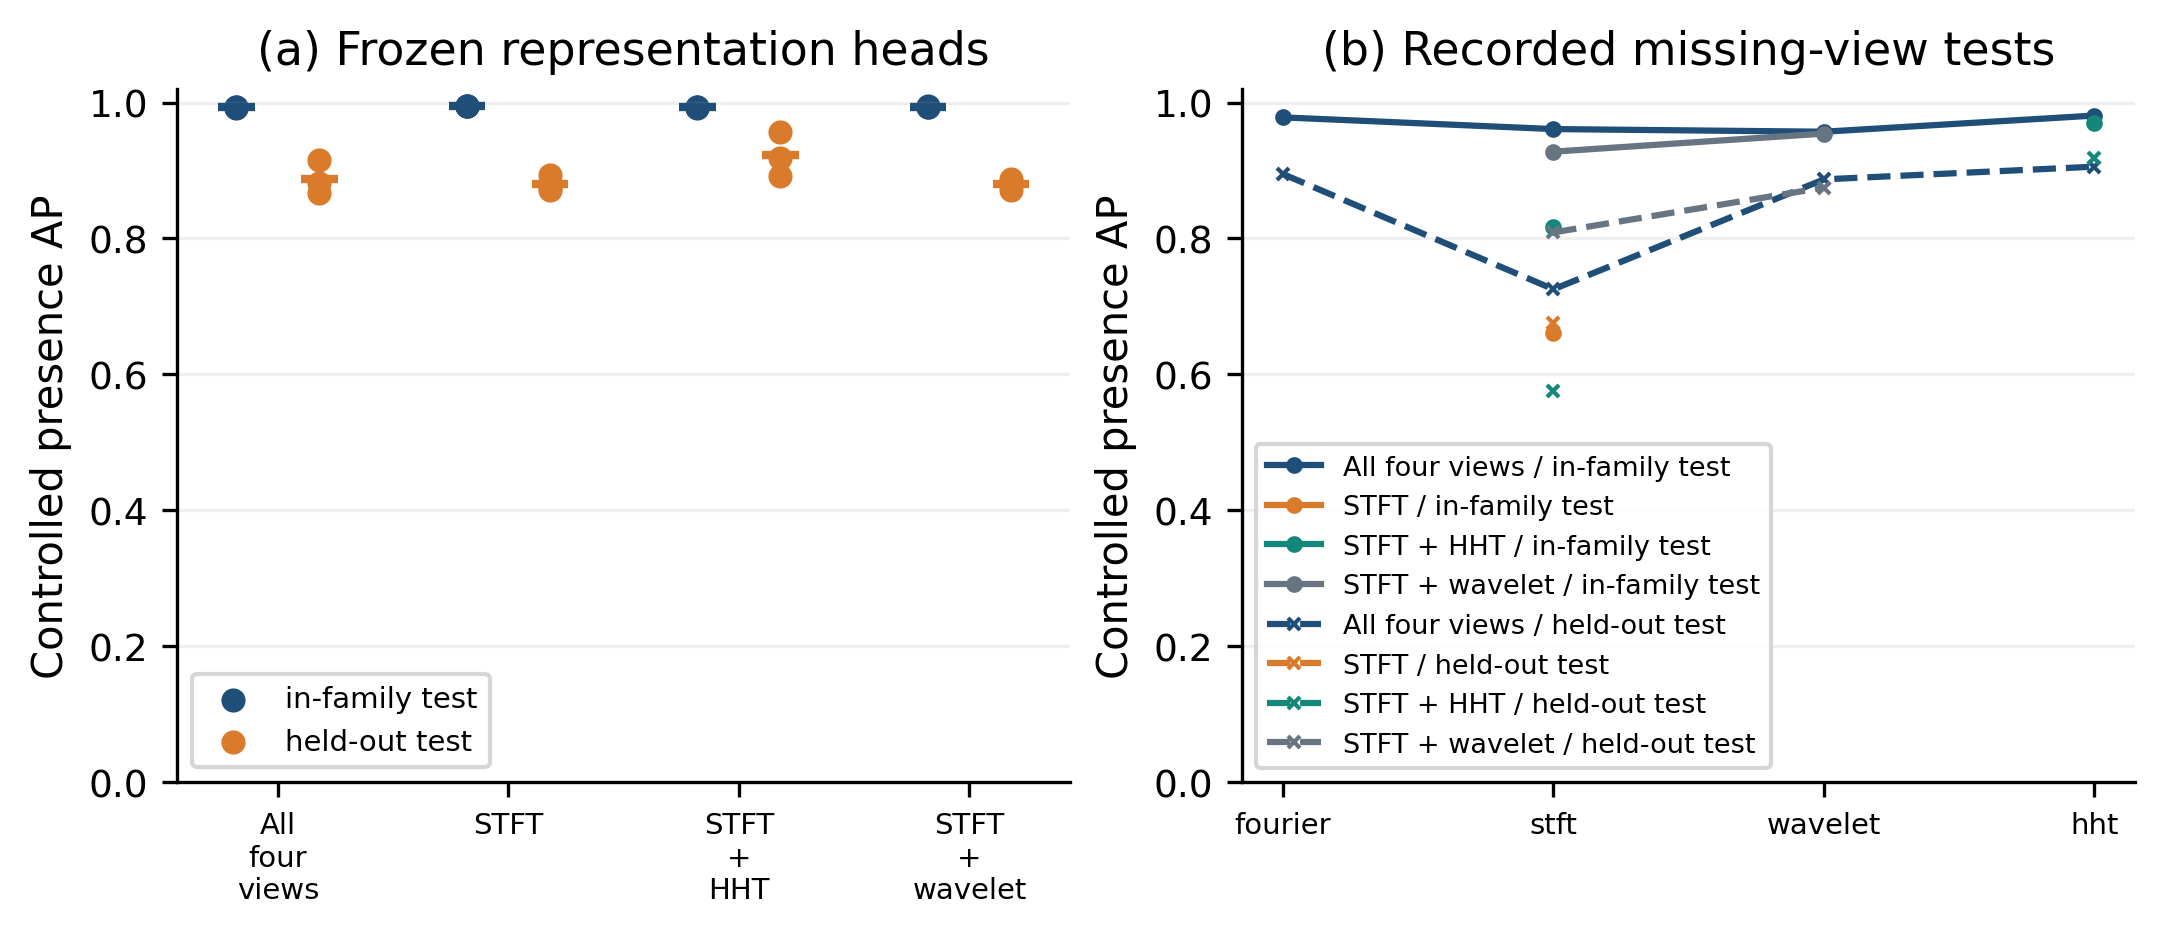 (a) Frozen representation heads
Controlled presence AP
1.0
0.8
0.6
0.4
0.2
0.0
in-family test
held-out test
All
four
views
STFT
STFT
+
HHT
STFT
+
wavelet
(b) Recorded missing-view tests
Controlled presence AP
1.0
0.8
0.6
0.4
0.2
0.0
All four views / in-family test
STFT / in-family test
STFT + HHT / in-family test
STFT + wavelet / in-family test
All four views / held-out test
STFT / held-out test
STFT + HHT / held-out test
STFT + wavelet / held-out test
fourier
stft
wavelet
hht